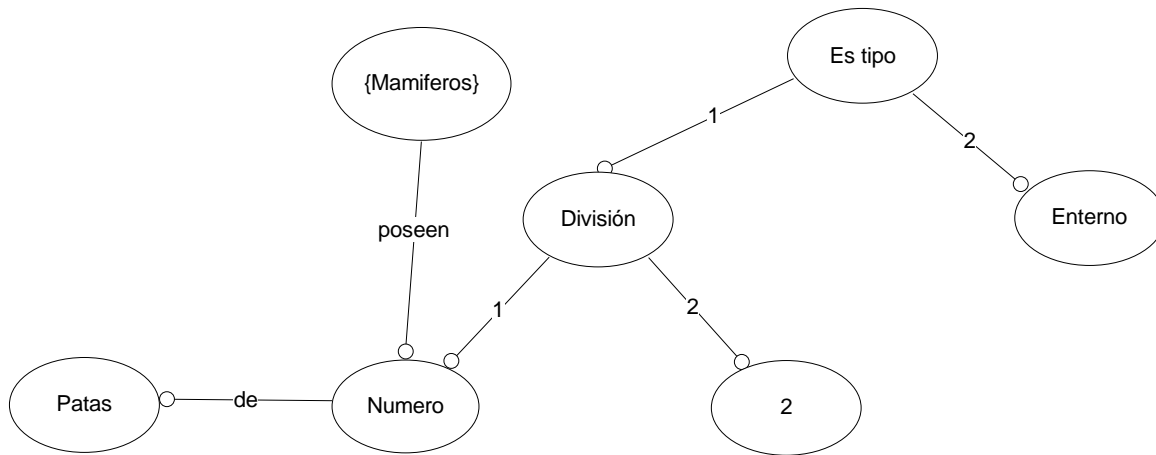 Es tipo
{Mamiferos}
1
2
División
Enterno
poseen
1
2
Patas
de
Numero
2